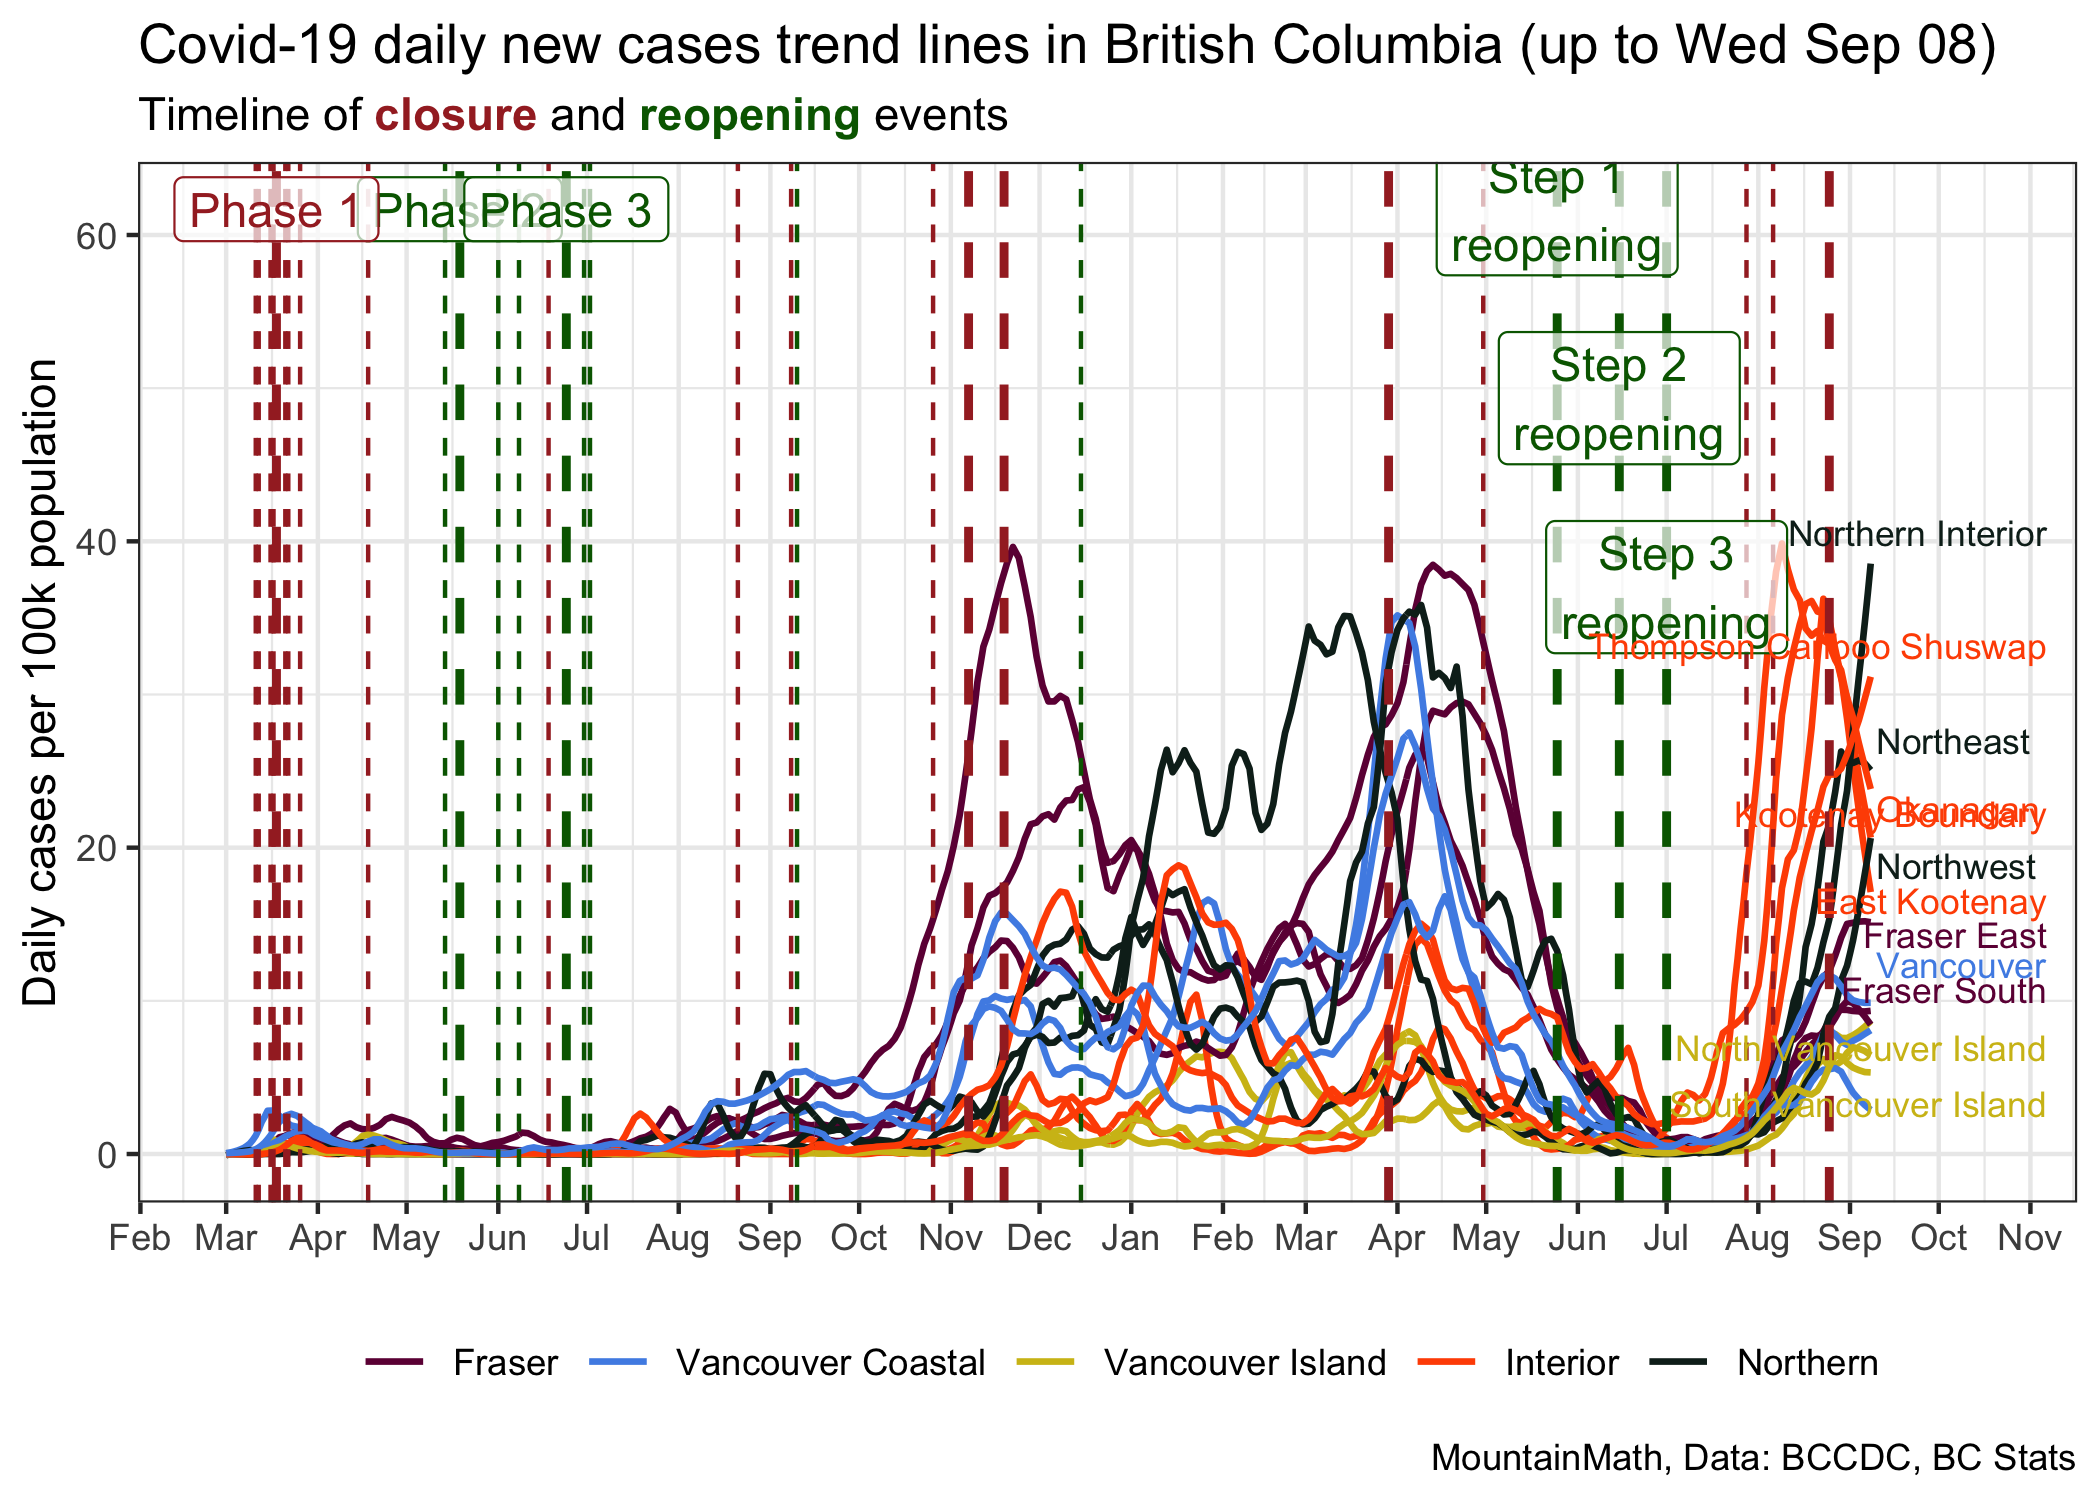 Covid-19 daily new cases trend lines in British Columbia (up to Wed Sep 08)
Timeline of closure and reopening events
Daily cases per 100k population
60
40
20
0
Phase 1
Phase 2
Phase 3
Step 1
reopening
Step 2
reopening
Step 3
reopening
Northern Interior
Thompson Cariboo Shuswap
Northeast
Okanagan
Kootenay Boundary
Northwest
East Kootenay
Fraser East
Vancouver
Fraser South
North Vancouver Island
South Vancouver Island
Feb Mar Apr May Jun Jul Aug Sep Oct Nov Dec Jan Feb Mar Apr May Jun Jul Aug Sep Oct Nov
Fraser Vancouver Coastal Vancouver Island Interior Northern
MountainMath, Data: BCCDC, BC Stats